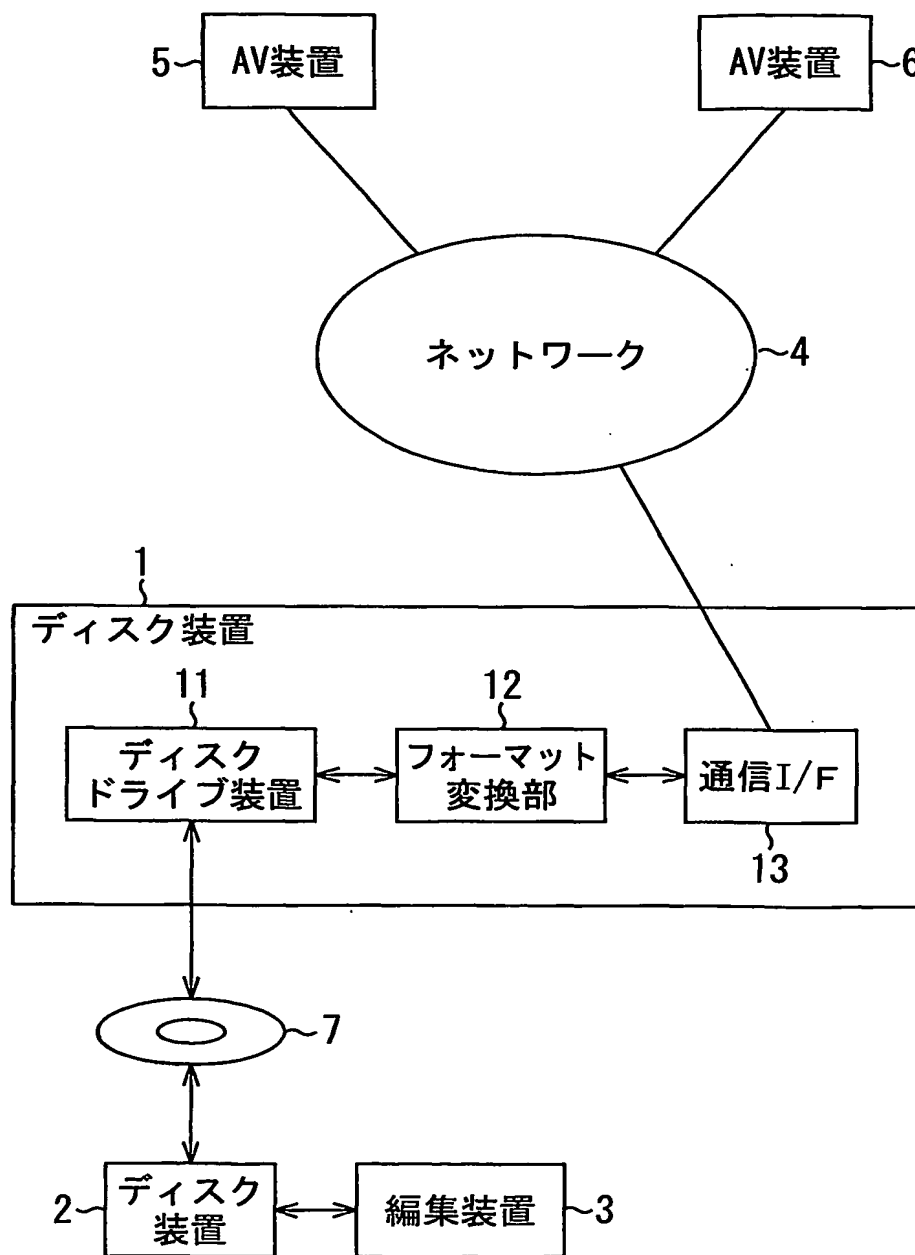 5
AV装置
AV装置
6
ネットワーク
4
1
ディスク装置
11
12
ディスク
ドライブ装置
フォーマット
変換部
通信I/F
13
7
2
ディスク
装置
編集装置
3